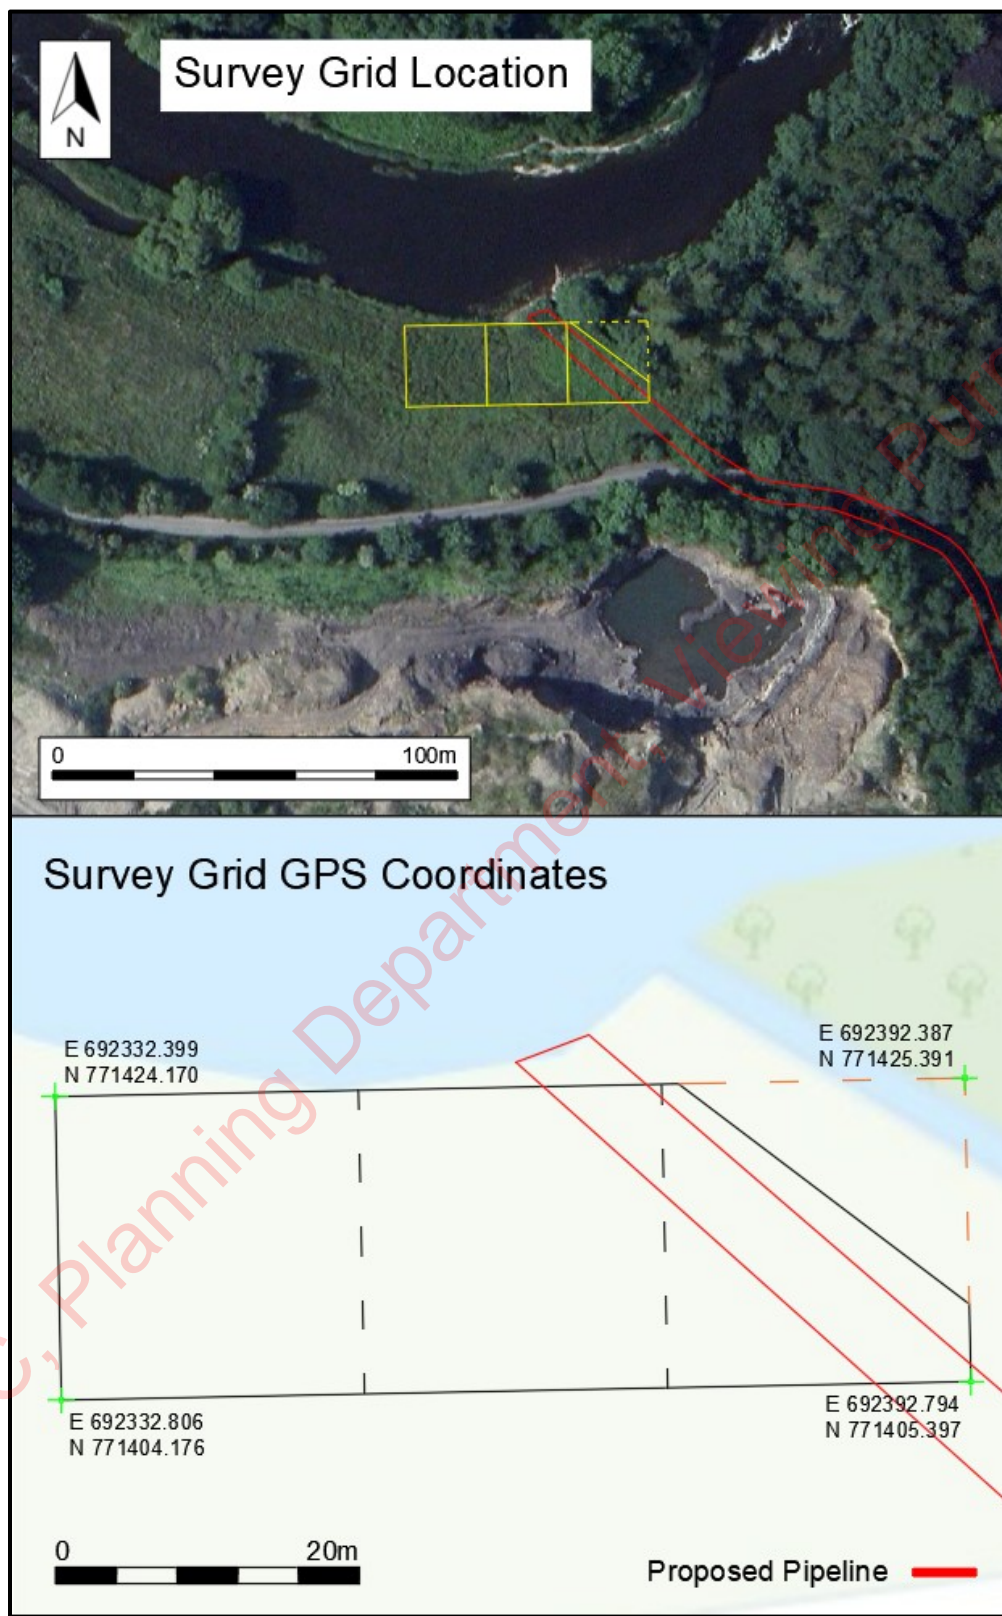 Survey Grid Location
N
0 100m
Survey Grid GPS Coordinates
E 692332.399
N 771424.170
E 692392.387
N 771425.391
E 692332.806
N 771404.176
E 692392.794
N 771405.397
0 20m
Proposed Pipeline
Planning Department, Viewing